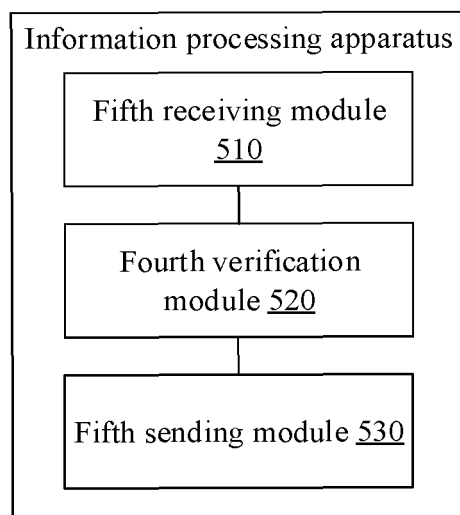 Information processing apparatus
Fifth receiving module
510
Fourth verification
module 520
Fifth sending module 530